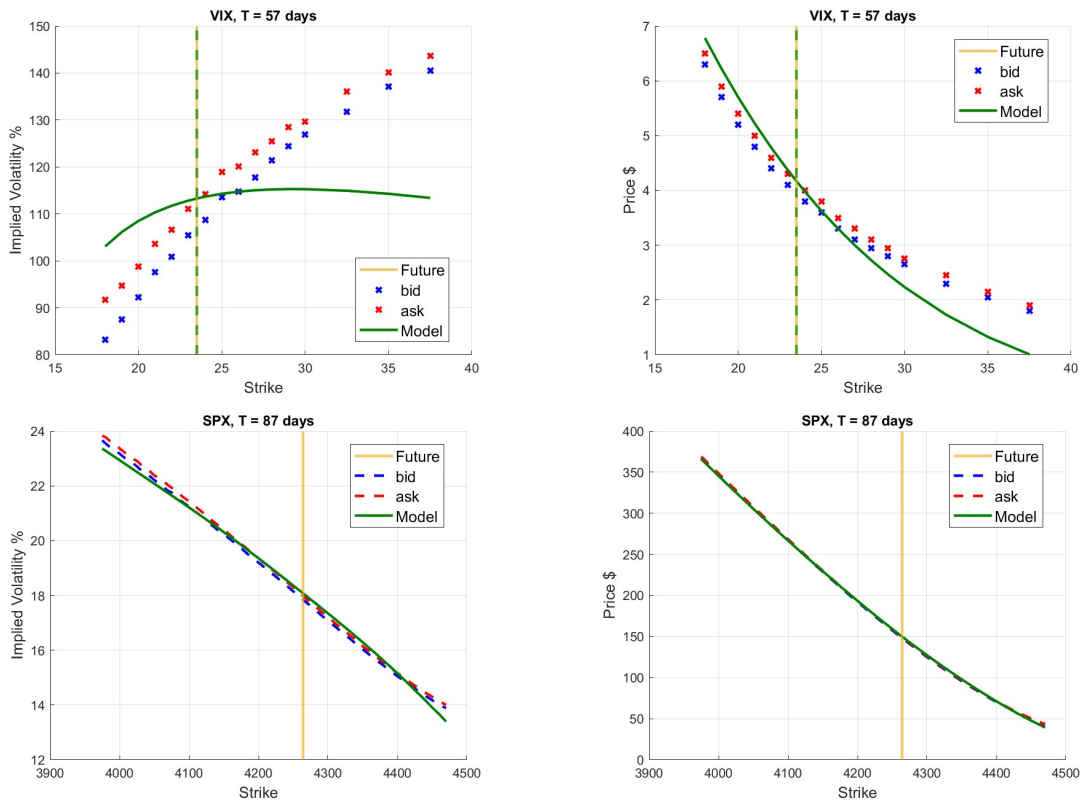 VIX, T = 57 days
Implied Volatility %
150
140
130
120
110
100
90
80
15
20
25
30
35
40
Strike
Future
bid
ask
Model
VIX, T = 57 days
Price $
7
6
5
4
3
2
1
15
20
25
30
35
40
Strike
Future
bid
ask
Model
SPX, T = 87 days
Implied Volatility %
24
22
20
18
16
14
12
3900
4000
4100
4200
4300
4400
4500
Strike
Future
bid
ask
Model
SPX, T = 87 days
Price $
400
350
300
250
200
150
100
50
0
3900
4000
4100
4200
4300
4400
4500
Strike
Future
bid
ask
Model